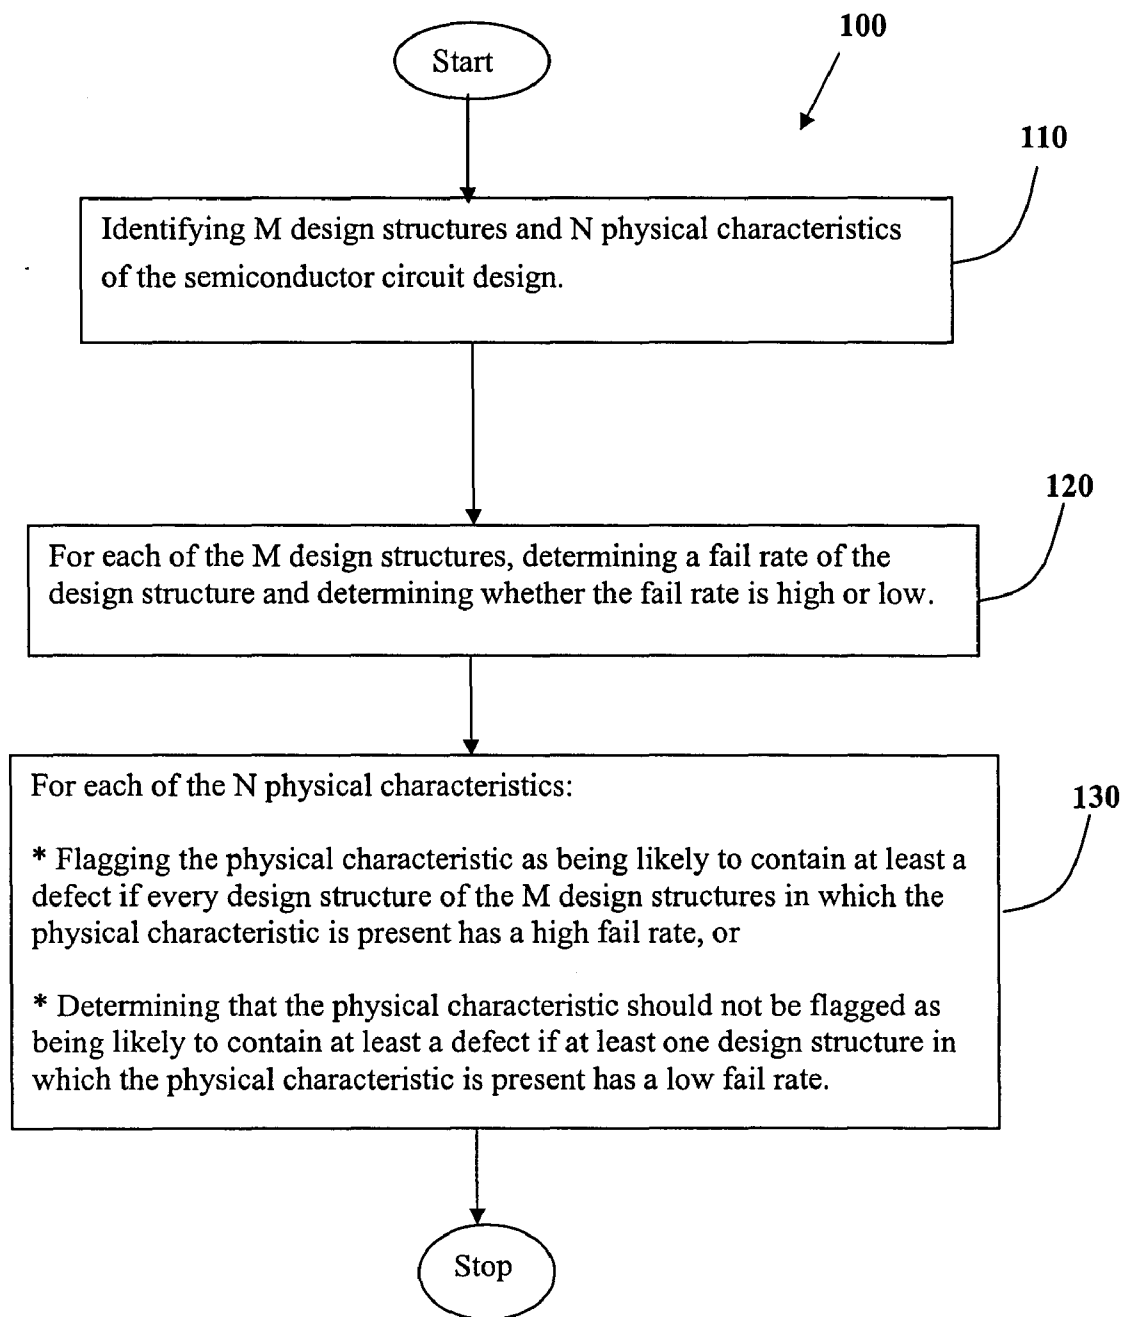 100
Start
110
Identifying M design structures and N physical characteristics
of the semiconductor circuit design.
120
For each of the M design structures, determining a fail rate of the
design structure and determining whether the fail rate is high or low.
130
For each of the N physical characteristics:
* Flagging the physical characteristic as being likely to contain at least a
defect if every design structure of the M design structures in which the
physical characteristic is present has a high fail rate, or
* Determining that the physical characteristic should not be flagged as
being likely to contain at least a defect if at least one design structure in
which the physical characteristic is present has a low fail rate.
Stop